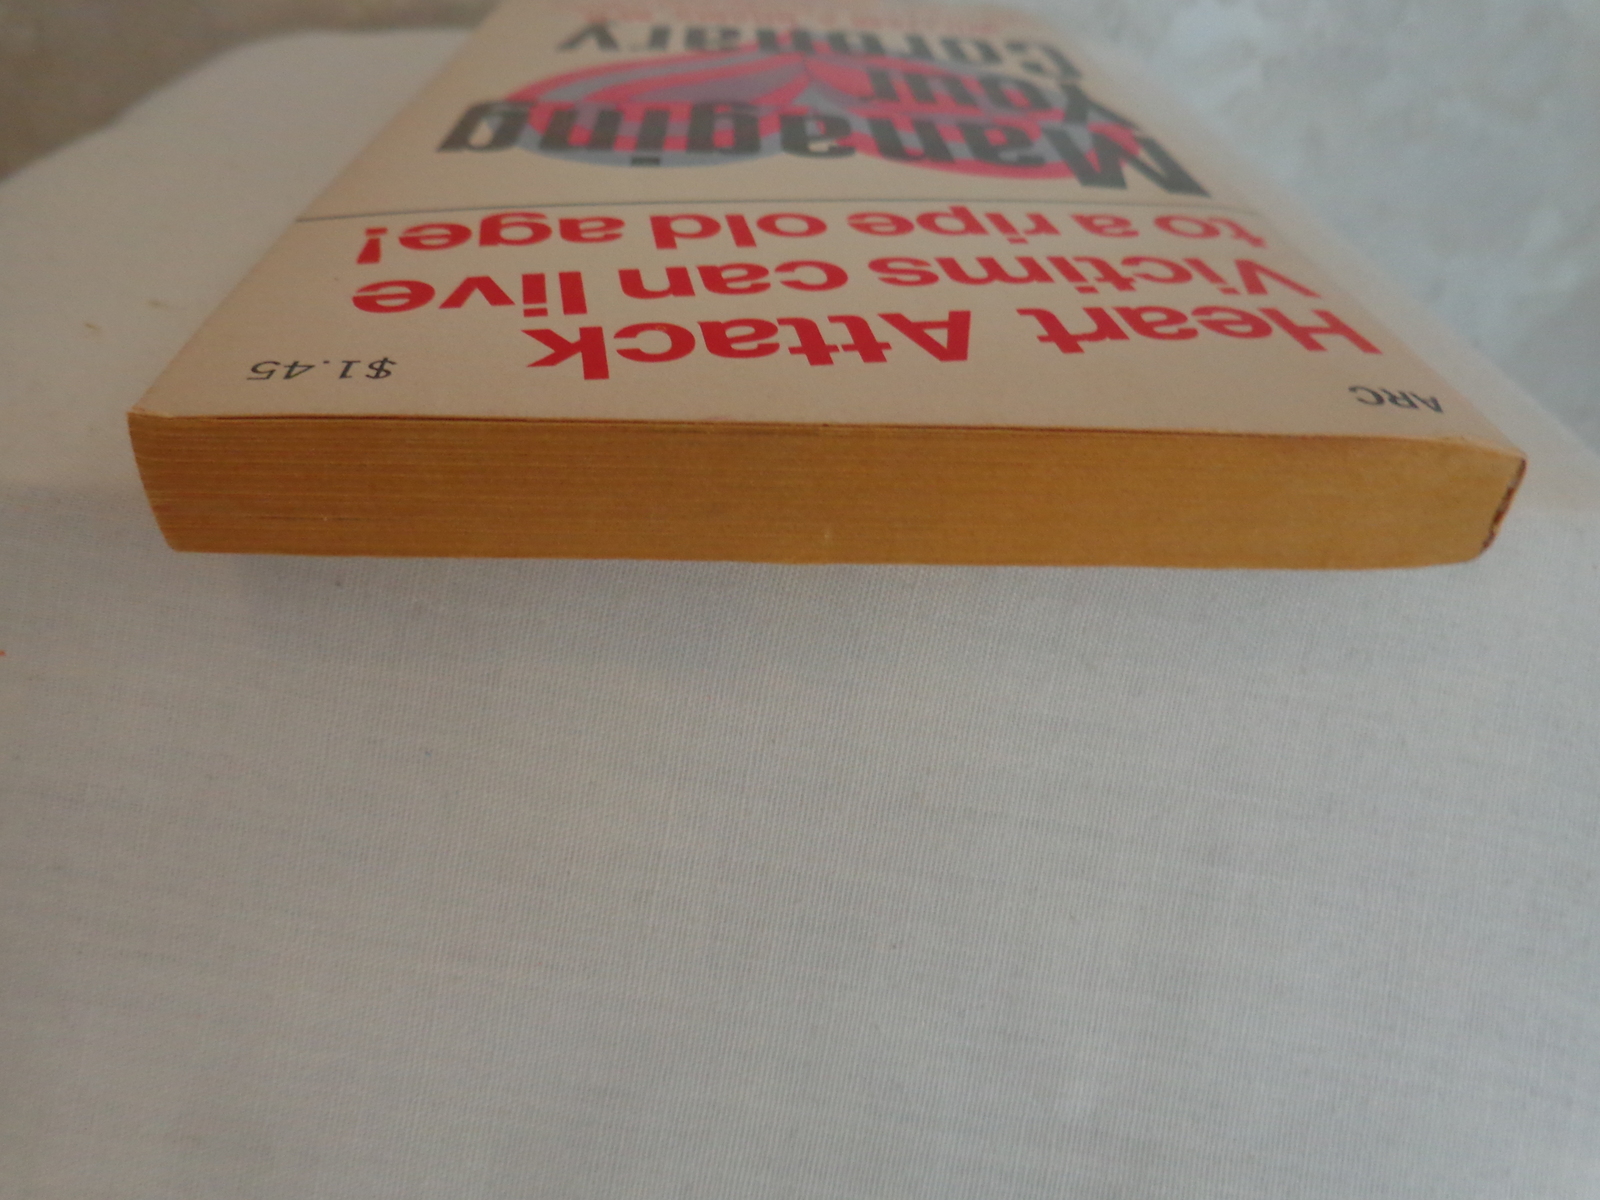 ARC
$1.45
Heart Attack
Victims can live
to a ripe old age!
Managing
Your
Coronary